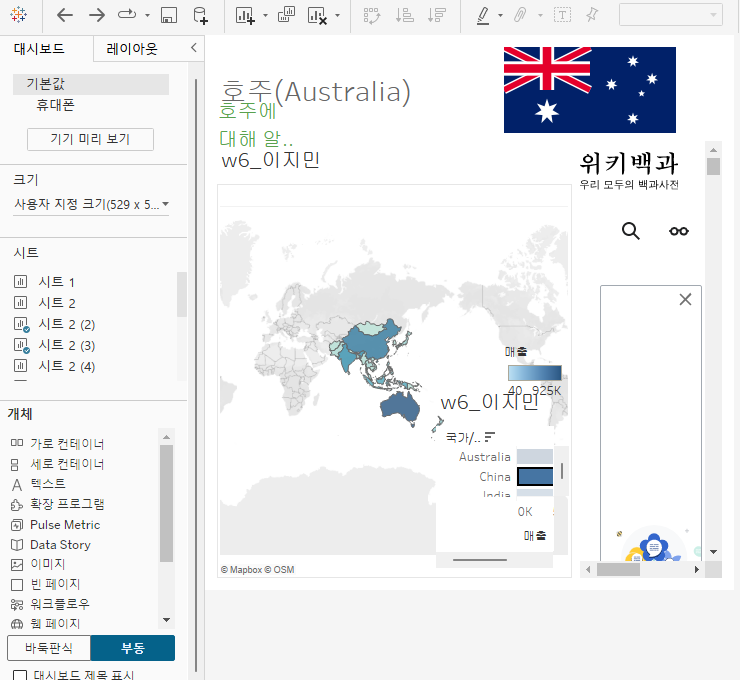 대시보드
레이아웃
기본값
휴대폰
기기 미리 보기
크기
사용자 지정 크기(529 x 5...
시트
시트 1
시트 2
시트 2 (2)
시트 2 (3)
시트 2 (4)
개체
가로 컨테이너
세로 컨테이너
텍스트
확장 프로그램
Pulse Metric
Data Story
이미지
빈 페이지
워크플로우
웹 페이지
바둑판식
부동
대시보드 제목 표시
호주(Australia)
호주에
대해 알..
w6_이지민
위키백과
우리 모두의 백과사전
매출
40
925K
w6_이지민
국가/..
Australia
China
India
0K
매출
© Mapbox © OSM